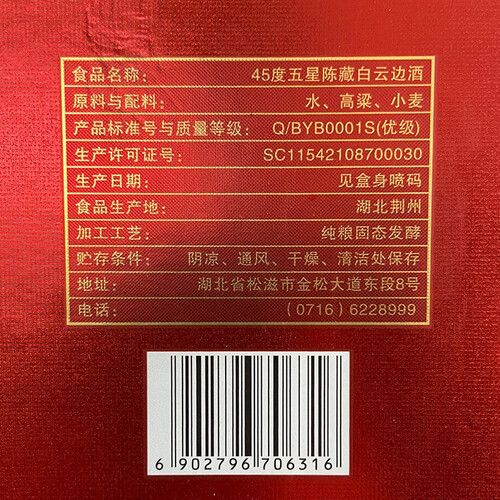 食品名称: 45度五星陈藏白云边酒
原料与配料: 水、高粱、小麦
产品标准号与质量等级: Q/BYB0001S(优级)
生产许可证号: SC11542108700030
生产日期: 见盒身喷码
食品生产地: 湖北荆州
加工工艺: 纯粮固态发酵
贮存条件: 阴凉、通风、干燥、清洁处保存
地址: 湖北省松滋市金松大道东段8号
电话: (0716) 6228999
6 902796 706316